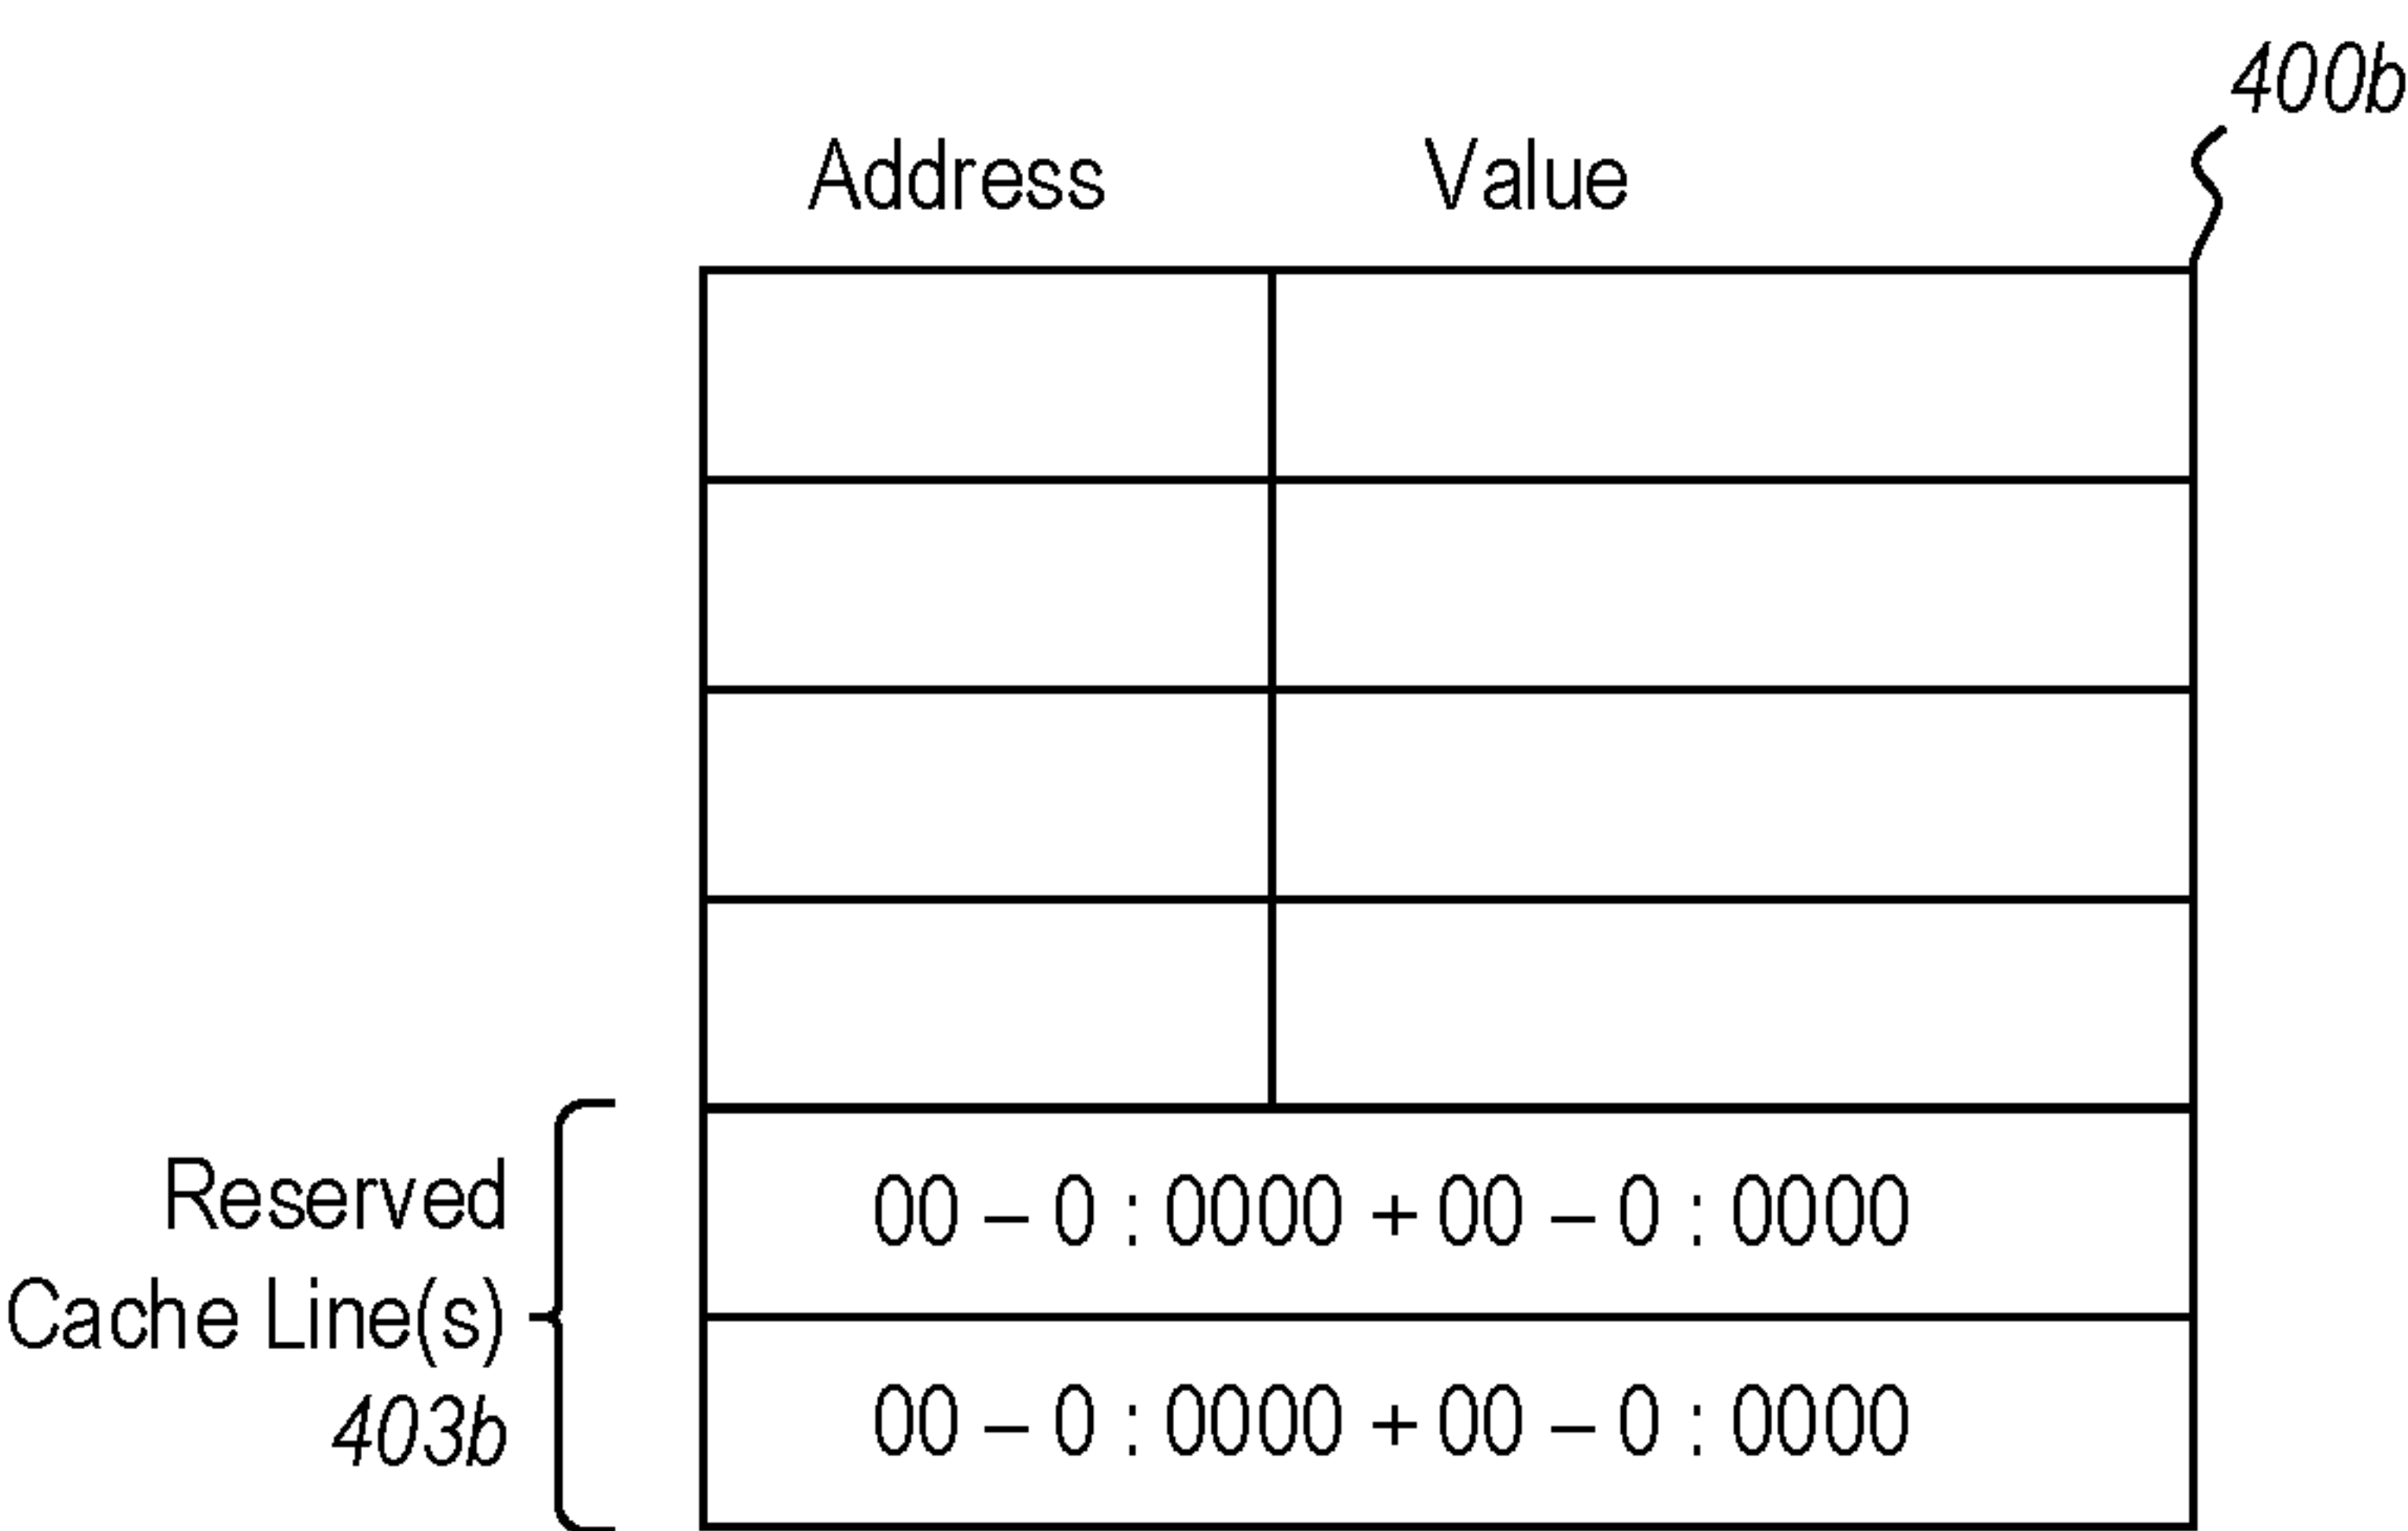 400b
Address Value
Reserved
Cache Line(s)
403b
00 – 0 : 0000 + 00 – 0 : 0000
00 – 0 : 0000 + 00 – 0 : 0000